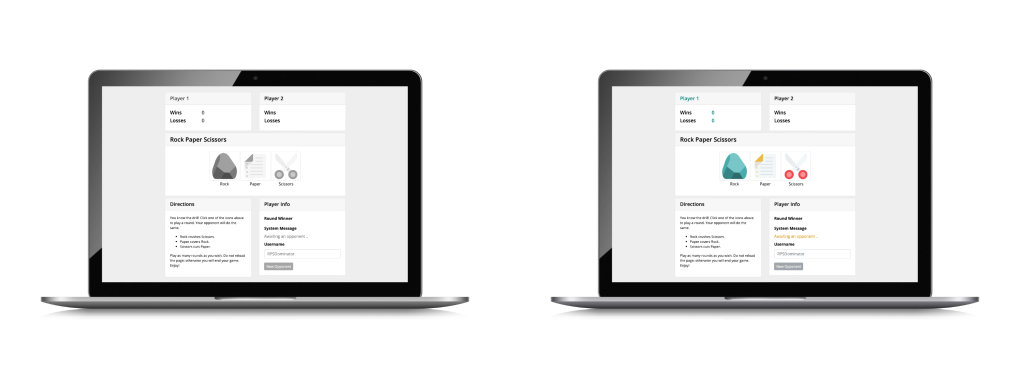 Player 1
Player 2
Wins 0
Wins
Losses 0
Losses
Rock Paper Scissors
Rock
Paper
Scissors
Directions
Player Info
You know the drill! Click one of the icons above
to play a round. Your opponent will do the
same.
Rock crushes Scissors.
Paper covers Rock.
Scissors cuts Paper.
Play as many rounds as you wish. Do not reload
the page; otherwise you will end your game.
Enjoy!
Round Winner
System Message
Awaiting an opponent...
Username
RPSDominator
New Opponent
Player 1
Player 2
Wins 0
Wins
Losses 0
Losses
Rock Paper Scissors
Rock
Paper
Scissors
Directions
Player Info
You know the drill! Click one of the icons above
to play a round. Your opponent will do the
same.
Rock crushes Scissors.
Paper covers Rock.
Scissors cuts Paper.
Play as many rounds as you wish. Do not reload
the page; otherwise you will end your game.
Enjoy!
Round Winner
System Message
Awaiting an opponent...
Username
RPSDominator
New Opponent